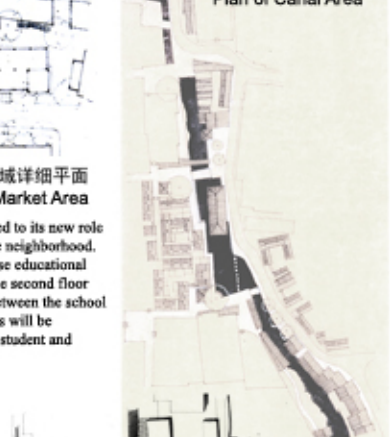 Plan of Canal Area
域详细平面
Market Area
ed to its new role
neighborhood.
se educational
e second floor
etween the school
s will be
student and